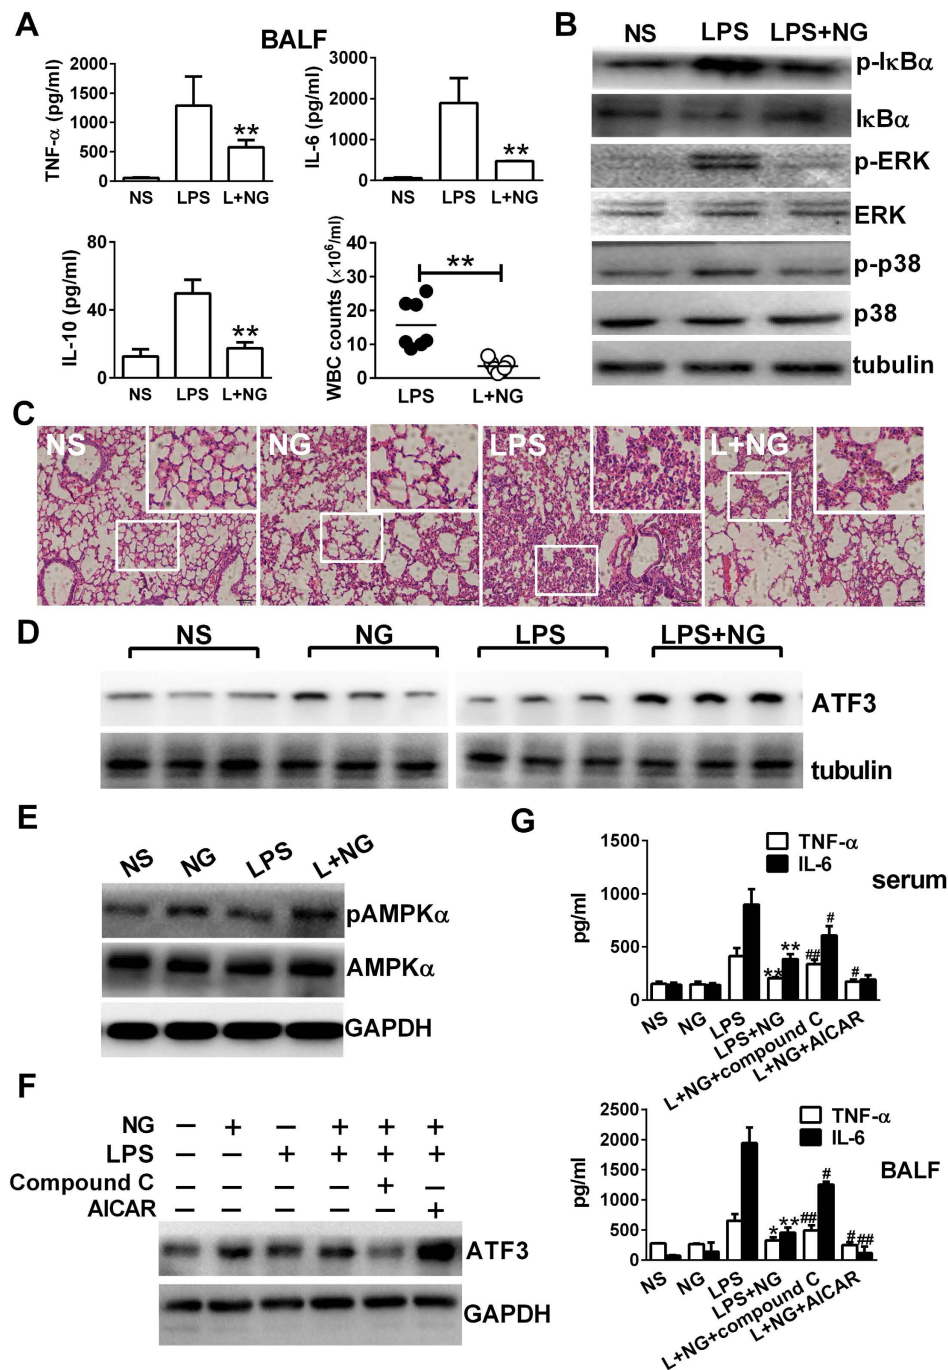 A
BALF
TNF-α (pg/ml)
2000
1500
1000
500
0
**
NS LPS L+NG
IL-6 (pg/ml)
3000
2000
1000
0
**
NS LPS L+NG
IL-10 (pg/ml)
80
40
0
**
NS LPS L+NG
WBC counts (×10⁶/ml)
40
30
20
10
0
**
LPS L+NG
B
NS LPS LPS+NG
p-IκBα
IκBα
p-ERK
ERK
p-p38
p38
tubulin
C
NS NG LPS L+NG
D
NS NG LPS LPS+NG
ATF3
tubulin
E
NS NG LPS L+NG
pAMPKα
AMPKα
GAPDH
F
NG – + – + + +
LPS – – + + + +
Compound C – – – – + –
AICAR – – – – – +
ATF3
GAPDH
G
TNF-α
IL-6
serum
pg/ml
1500
1000
500
0
** ** ## # #
NS NG LPS LPS+NG L+NG+compound C L+NG+AICAR
TNF-α
IL-6
BALF
pg/ml
2500
2000
1500
1000
500
0
* ** ## # # ##
NS NG LPS LPS+NG L+NG+compound C L+NG+AICAR